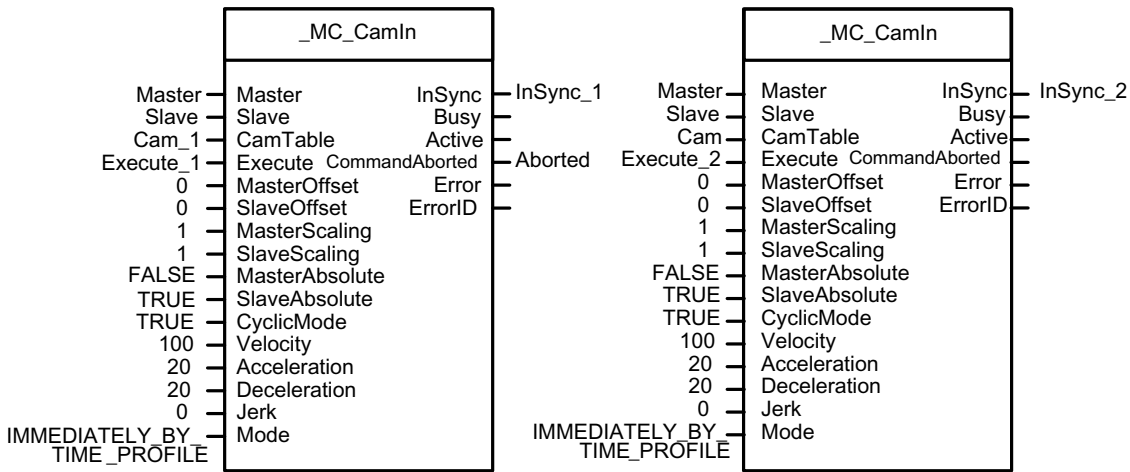 _MC_CamIn _MC_CamIn
Master Master InSync InSync_1 Master Master InSync InSync_2
Slave Slave Busy Slave Slave Busy
Cam_1 CamTable Active Cam CamTable Active
Execute_1 Execute CommandAborted Aborted Execute_2 Execute CommandAborted
0 MasterOffset Error 0 MasterOffset Error
0 SlaveOffset ErrorID 0 SlaveOffset ErrorID
1 MasterScaling 1 MasterScaling
1 SlaveScaling 1 SlaveScaling
FALSE MasterAbsolute FALSE MasterAbsolute
TRUE SlaveAbsolute TRUE SlaveAbsolute
TRUE CyclicMode TRUE CyclicMode
100 Velocity 100 Velocity
20 Acceleration 20 Acceleration
20 Deceleration 20 Deceleration
0 Jerk 0 Jerk
IMMEDIATELY_BY_ Mode IMMEDIATELY_BY_ Mode
TIME_PROFILE TIME_PROFILE